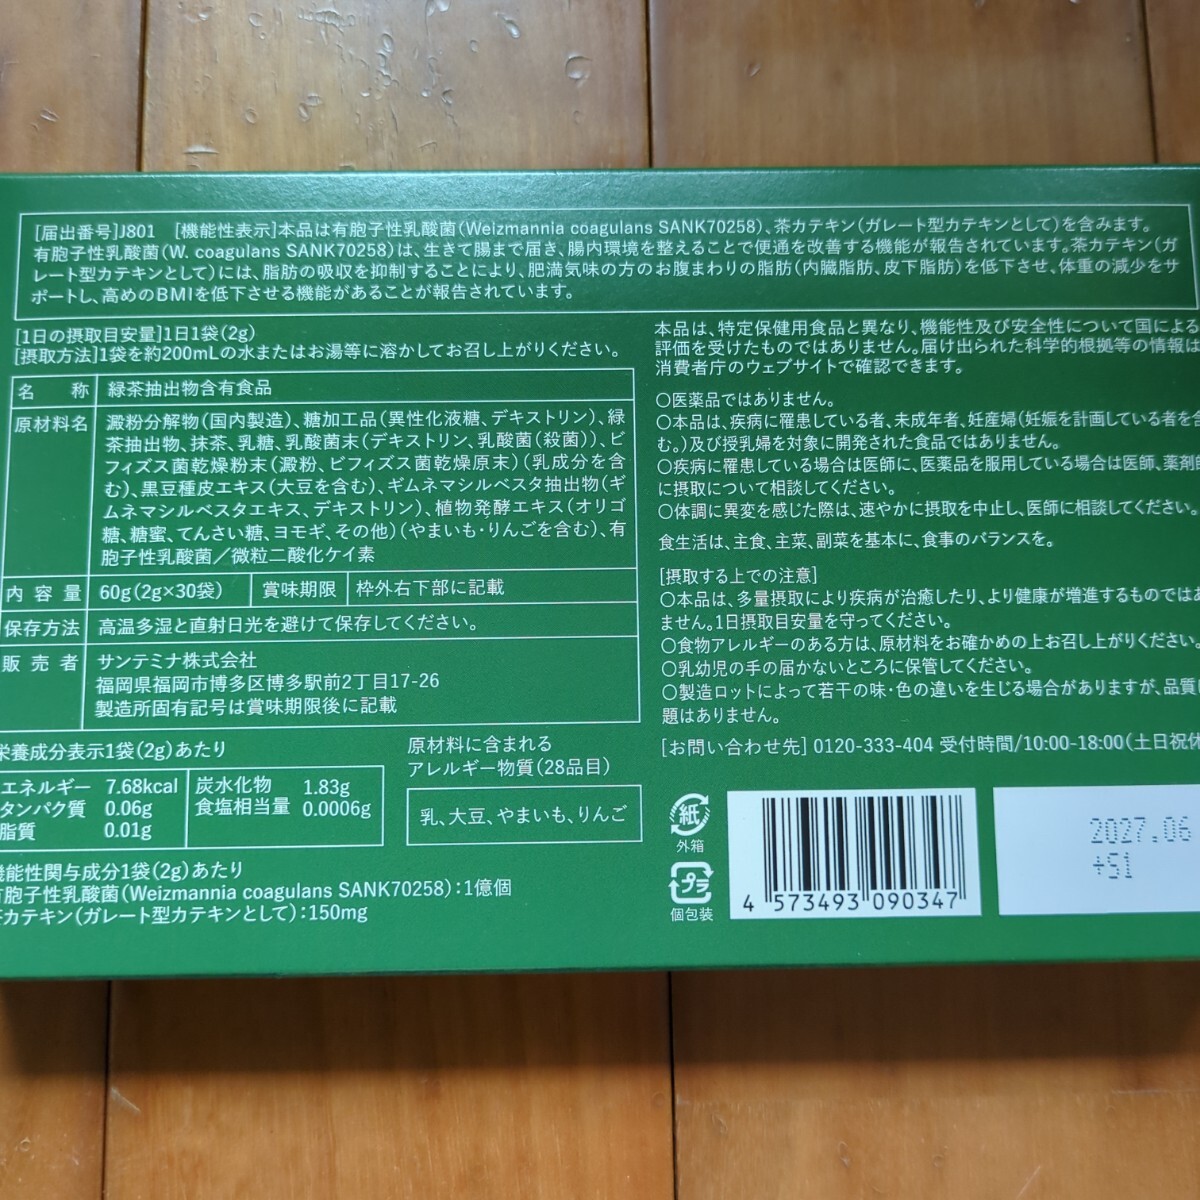 [届出番号]J801 [機能性表示]本品は有胞子性乳酸菌(Weizmannia coagulans SANK70258)、茶カテキン(ガレート型カテキンとして)を含みます。
有胞子性乳酸菌(W. coagulans SANK70258)は、生きて腸まで届き、腸内環境を整えることで便通を改善する機能が報告されています。茶カテキン(ガ
レート型カテキンとして)には、脂肪の吸収を抑制することにより、肥満気味の方のお腹まわりの脂肪(内臓脂肪、皮下脂肪)を低下させ、体重の減少をサ
ポートし、高めのBMIを低下させる機能があることが報告されています。
[1日の摂取目安量]1日1袋(2g)
[摂取方法]1袋を約200mLの水またはお湯等に溶かしてお召し上がりください。
名 称 緑茶抽出物含有食品
原材料名 澱粉分解物(国内製造)、糖加工品(異性化液糖、デキストリン)、緑
茶抽出物、抹茶、乳糖、乳酸菌末(デキストリン、乳酸菌(殺菌))、ビ
フィズス菌乾燥粉末(澱粉、ビフィズス菌乾燥原末)(乳成分を含
む)、黒豆種皮エキス(大豆を含む)、ギムネマシルベスタ抽出物(ギ
ムネマシルベスタエキス、デキストリン)、植物発酵エキス(オリゴ
糖、糖蜜、てんさい糖、ヨモギ、その他)(やまいも・りんごを含む)、有
胞子性乳酸菌／微粒二酸化ケイ素
内容量 60g(2g×30袋) 賞味期限 枠外右下部に記載
保存方法 高温多湿と直射日光を避けて保存してください。
販売者 サンテミナ株式会社
福岡県福岡市博多区博多駅前2丁目17-26
製造所固有記号は賞味期限後に記載
栄養成分表示1袋(2g)あたり
エネルギー 7.68kcal 炭水化物 1.83g
タンパク質 0.06g 食塩相当量 0.0006g
脂質 0.01g
原材料に含まれる
アレルギー物質(28品目)
乳、大豆、やまいも、りんご
機能性関与成分1袋(2g)あたり
有胞子性乳酸菌(Weizmannia coagulans SANK70258):1億個
茶カテキン(ガレート型カテキンとして):150mg
本品は、特定保健用食品と異なり、機能性及び安全性について国による
評価を受けたものではありません。届け出られた科学的根拠等の情報は
消費者庁のウェブサイトで確認できます。
○医薬品ではありません。
○本品は、疾病に罹患している者、未成年者、妊産婦(妊娠を計画している者を含
む。)及び授乳婦を対象に開発された食品ではありません。
○疾病に罹患している場合は医師に、医薬品を服用している場合は医師、薬剤師
に摂取について相談してください。
○体調に異変を感じた際は、速やかに摂取を中止し、医師に相談してください。
食生活は、主食、主菜、副菜を基本に、食事のバランスを。
[摂取する上での注意]
○本品は、多量摂取により疾病が治癒したり、より健康が増進するものではあ
ません。1日摂取目安量を守ってください。
○食物アレルギーのある方は、原材料をお確かめの上お召し上がりください。
○乳幼児の手の届かないところに保管してください。
○製造ロットによって若干の味・色の違いを生じる場合がありますが、品質に
題はありません。
[お問い合わせ先] 0120-333-404 受付時間/10:00-18:00(土日祝休
紙
外箱
プラ
個包装
4 573493 090347
2027.06
+S1